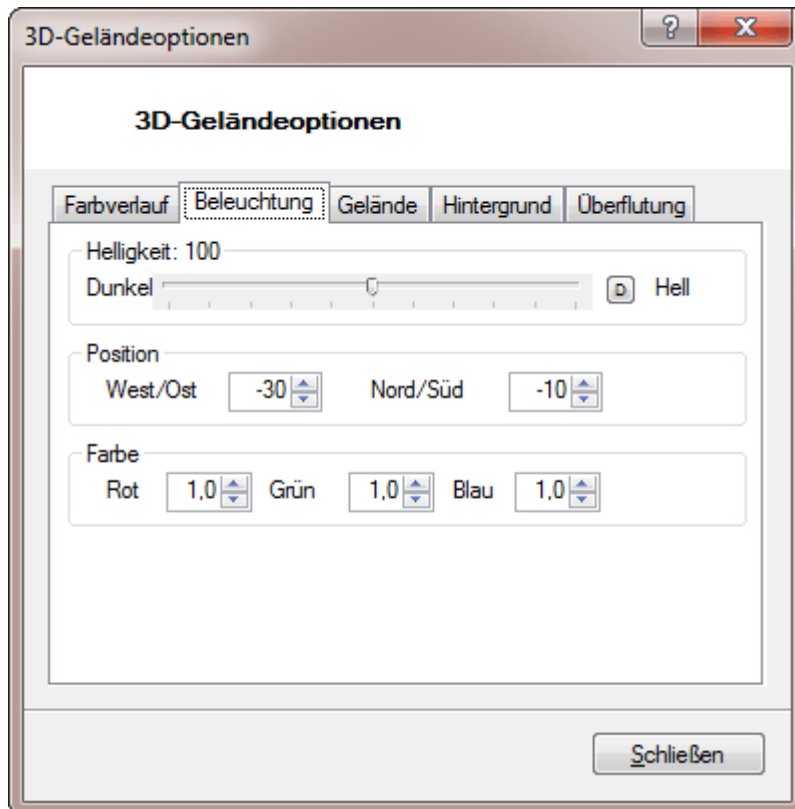 3D-Geländeoptionen
3D-Geländeoptionen
Farbverlauf Beleuchtung Gelände Hintergrund Überflutung
Helligkeit: 100
Dunkel D Hell
Position
West/Ost -30 Nord/Süd -10
Farbe
Rot 1,0 Grün 1,0 Blau 1,0
Schließen